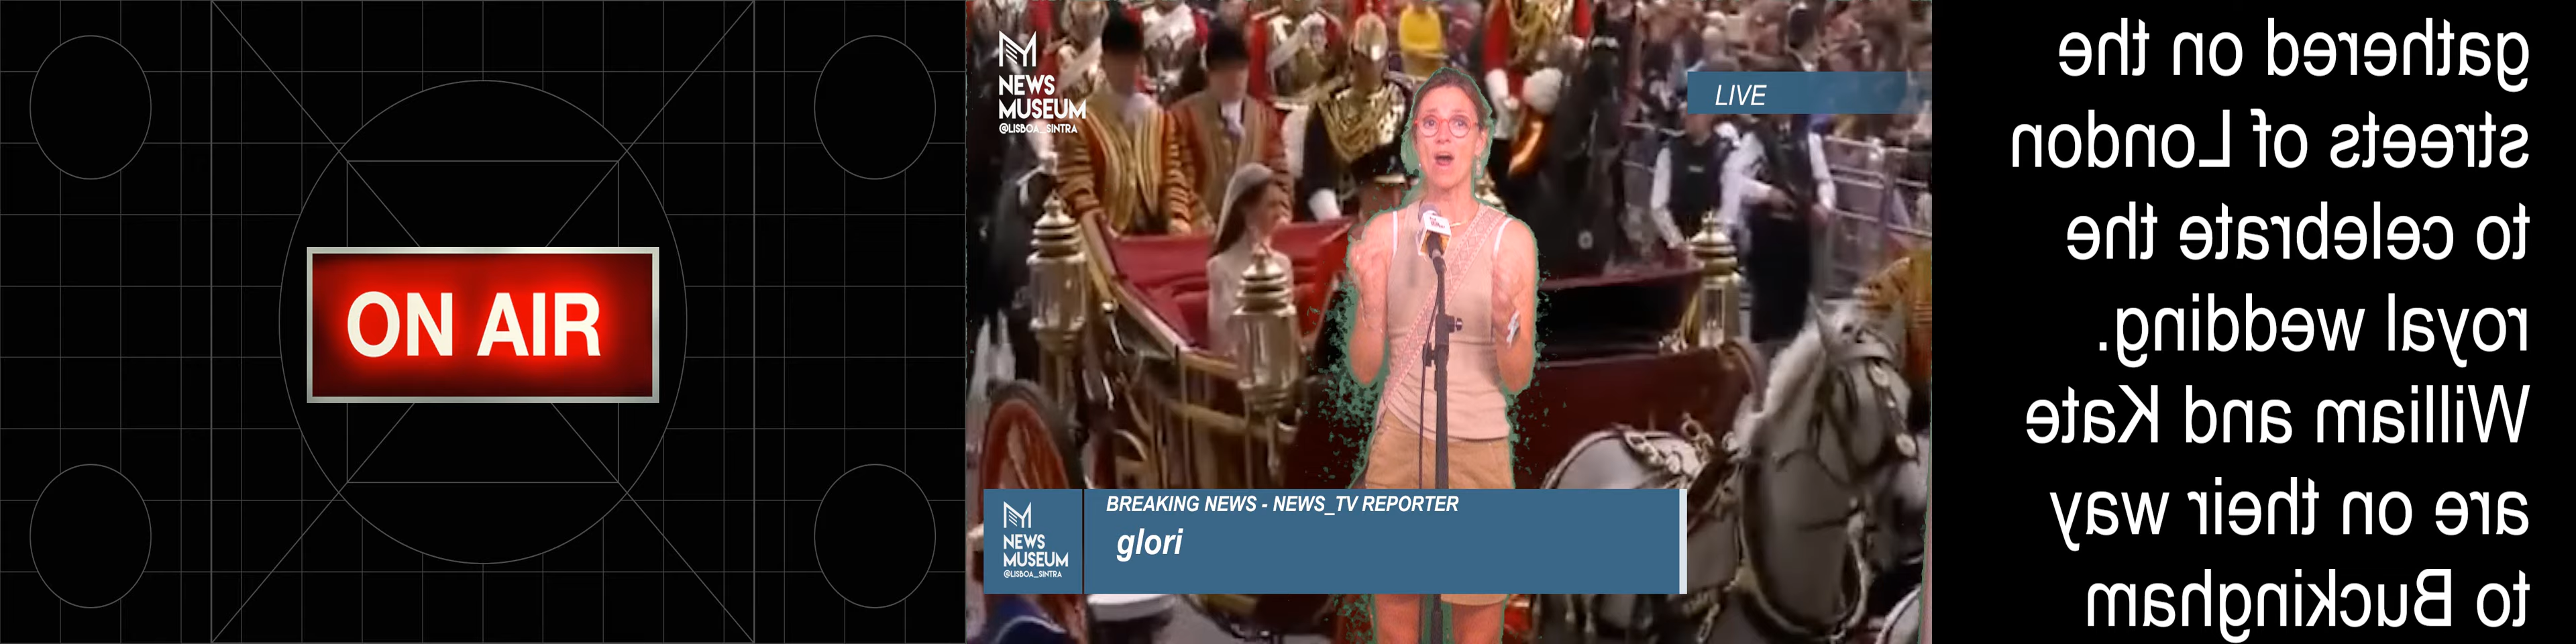 ON AIR
NEWS
MUSEUM
@LISBOA_SINTRA
LIVE
BREAKING NEWS - NEWS_TV REPORTER
glori
NEWS
MUSEUM
@LISBOA_SINTRA
gathered on the
streets of London
to celebrate the
royal wedding.
William and Kate
are on their way
to Buckingham